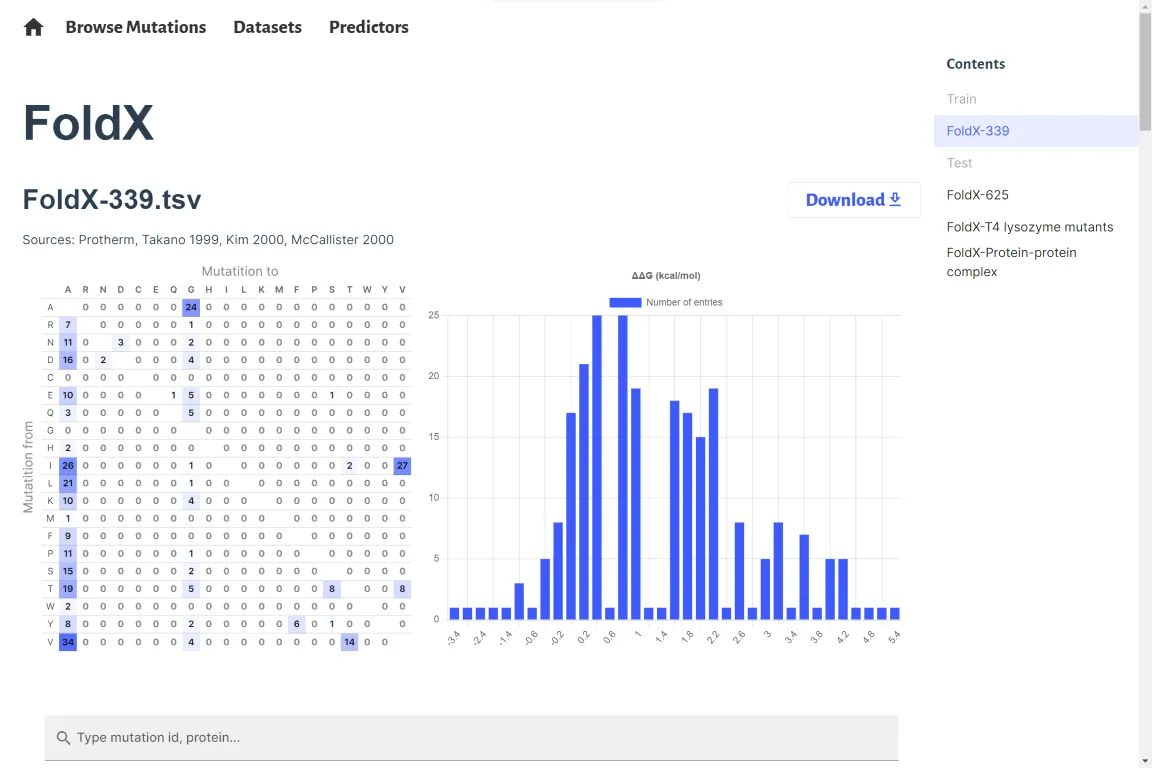 Browse Mutations Datasets Predictors
Contents
Train
FoldX-339
Test
FoldX-625
FoldX-T4 lysozyme mutants
FoldX-Protein-protein
complex
FoldX
FoldX-339.tsv
Download
Sources: Protherm, Takano 1999, Kim 2000, McCallister 2000
Mutatition to
A R N D C E Q G H I L K M F P S T W Y V
Mutatition from
A 0 0 0 0 0 0 24 0 0 0 0 0 0 0 0 0 0 0 0
R 7 0 0 0 0 0 1 0 0 0 0 0 0 0 0 0 0 0 0
N 11 0 3 0 0 0 2 0 0 0 0 0 0 0 0 0 0 0 0
D 16 0 2 0 0 0 4 0 0 0 0 0 0 0 0 0 0 0 0
C 0 0 0 0 0 0 0 0 0 0 0 0 0 0 0 0 0 0 0
E 10 0 0 0 0 1 5 0 0 0 0 0 0 0 1 0 0 0 0
Q 3 0 0 0 0 0 5 0 0 0 0 0 0 0 0 0 0 0 0
G 0 0 0 0 0 0 0 0 0 0 0 0 0 0 0 0 0 0 0
H 2 0 0 0 0 0 0 0 0 0 0 0 0 0 0 0 0 0 0
I 26 0 0 0 0 0 0 1 0 0 0 0 0 0 0 0 2 0 0 27
L 21 0 0 0 0 0 0 1 0 0 0 0 0 0 0 0 0 0 0
K 10 0 0 0 0 0 0 4 0 0 0 0 0 0 0 0 0 0 0
M 1 0 0 0 0 0 0 0 0 0 0 0 0 0 0 0 0 0 0
F 9 0 0 0 0 0 0 0 0 0 0 0 0 0 0 0 0 0 0
P 11 0 0 0 0 0 0 1 0 0 0 0 0 0 0 0 0 0 0
S 15 0 0 0 0 0 0 2 0 0 0 0 0 0 0 0 0 0 0
T 19 0 0 0 0 0 0 5 0 0 0 0 0 0 0 8 0 0 8
W 2 0 0 0 0 0 0 0 0 0 0 0 0 0 0 0 0 0 0
Y 8 0 0 0 0 0 0 2 0 0 0 0 0 6 0 1 0 0 0
V 34 0 0 0 0 0 0 4 0 0 0 0 0 0 0 0 14 0 0
ΔΔG (kcal/mol)
Number of entries
25
20
15
10
5
0
-3.4 -2.4 -1.4 -0.6 -0.2 0.2 0.6 1 1.4 1.8 2.2 2.6 3 3.4 3.8 4.2 4.8 5.4
Type mutation id, protein...